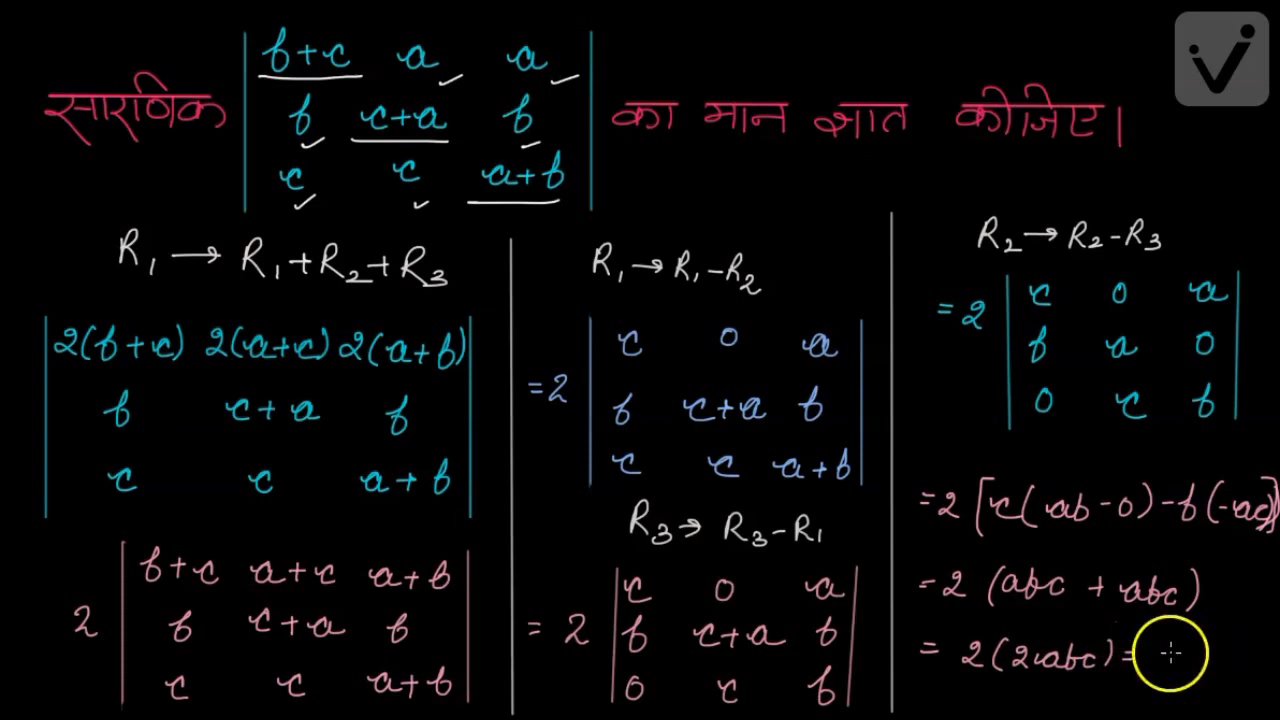 सारणिक | b+c a a |
| b c+a b | का मान ज्ञात कीजिए।
| c c a+b |
R₁ → R₁+R₂+R₃
| 2(b+c) 2(a+c) 2(a+b) |
| b c+a b |
| c c a+b |
2 | b+c a+c a+b |
| b c+a b |
| c c a+b |
R₁ → R₁-R₂
=2 | c 0 a |
| b c+a b |
| c c a+b |
R₃ → R₃-R₁
= 2 | c 0 a |
| b c+a b |
| 0 c b |
R₂ → R₂-R₃
=2 | c 0 a |
| b a 0 |
| 0 c b |
=2 [c(ab-0)-b(-ac)]
=2 (abc + abc)
= 2(2abc)=